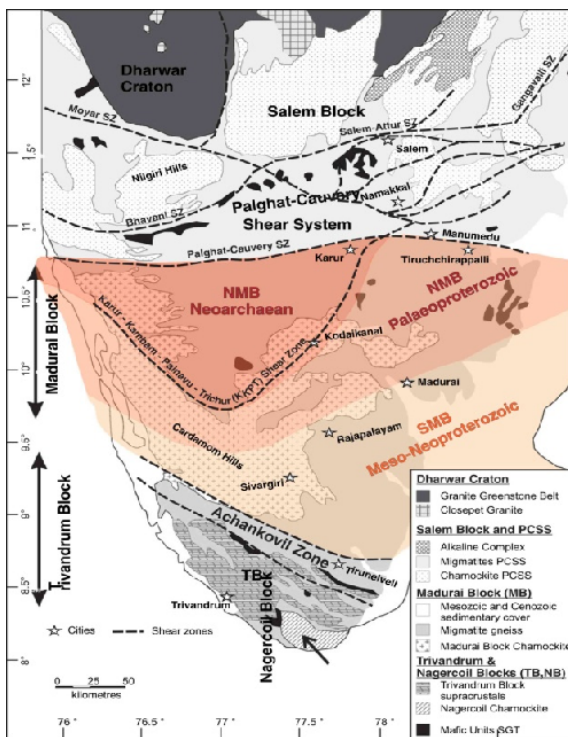 Dharwar
Craton
Salem Block
Gangavalli SZ
Moyar SZ
Salem-Attur SZ
Salem
Nilgiri Hills
Bhavani SZ
Palghat-Cauvery
Shear System
Namakkal
Palghat-Cauvery SZ
Karur
Manumedu
Tiruchchirappalli
NMB
Neoarchaean
NMB
Palaeoproterozoic
Karur - Kambam - Painavu - Trichur (KKPT) Shear Zone
Kodaikanal
Madurai
Rajapalayam
SMB
Meso-Neoproterozoic
Cardamom Hills
Sivargiri
Achankovil Zone
Tirunelveli
TB
Trivandrum
Nagercoil Block
Madurai Block
Trivandrum Block
12°
11°
10.5°
10°
9.5°
9°
8.5°
8°
Cities
Shear zones
0 25 50
kilometres
76 °
76.5 °
77 °
77.5 °
78 °
Dharwar Craton
Granite Greenstone Belt
Closepet Granite
Salem Block and PCSS
Alkaline Complex
Migmatites PCSS
Charnockite PCSS
Madurai Block (MB)
Mesozoic and Cenozoic
sedimentary cover
Migmatite gneiss
Madurai Block Charnockite
Trivandrum &
Nagercoil Blocks (TB,NB)
Trivandrum Block
supracrustals
Nagercoil Charnockite
Mafic Units